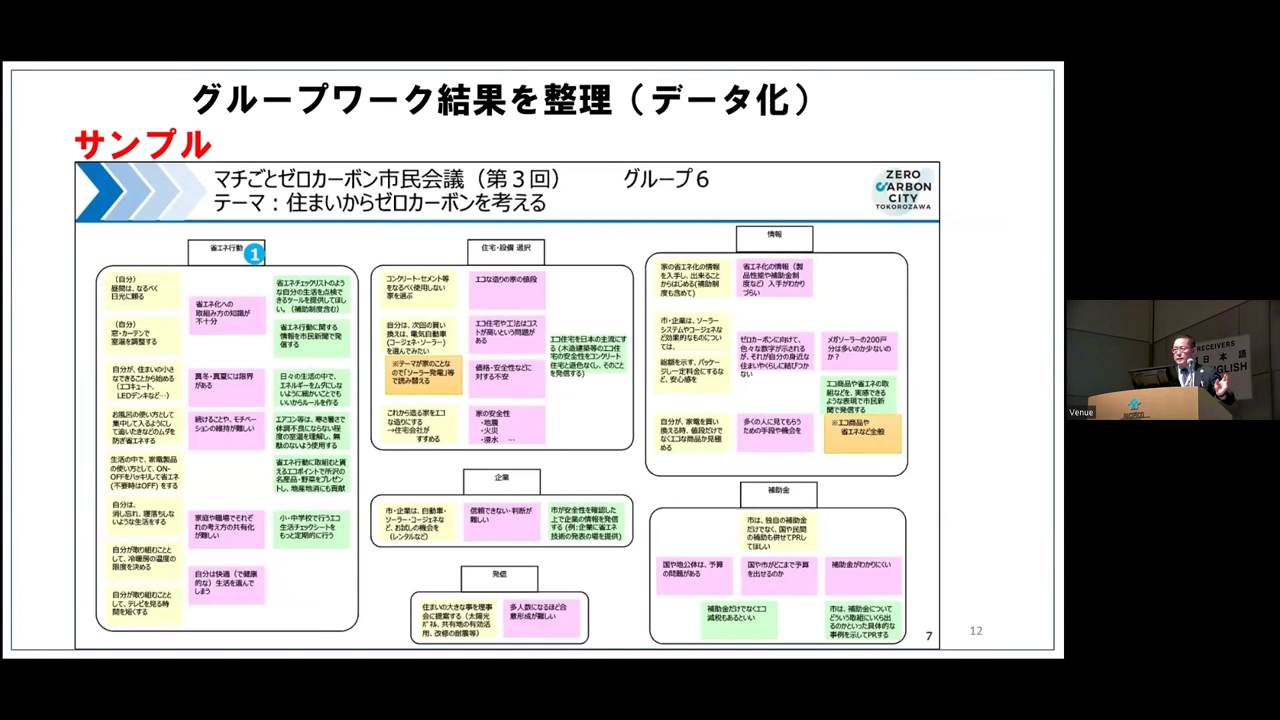 グループワーク結果を整理（データ化）
サンプル
マチごとゼロカーボン市民会議（第３回）　　グループ６
テーマ：住まいからゼロカーボンを考える
ZERO
CARBON
CITY
TOKOROZAWA
省エネ行動
1
（自分）
昼間は、なるべく
日光に頼る
（自分）
窓・カーテンで
室温を調整する
自分が、住まいの小さ
なできることから始める
（エコキュート、
LEDデンキなど…）
お風呂の使い方として
集中して入るようにし
て追いたきなどのムダを
防ぎ省エネする
生活の中で、家電製品
の使い方として、ON-
OFFをハッキリして省エネ
（不要時はOFF）をする
自分は、
消し忘れ、寝落ちしな
いような生活をする
自分が取り組むことと
して、冷暖房の温度の
限度を決める
自分が取り組むことと
して、テレビを見る時
間を短くする
省エネ化への
取組み方の知識が
不十分
真冬・真夏には限界
がある
続けることや、モチベー
ションの維持が難しい
家庭や職場でそれぞ
れの考え方の共有化
が難しい
自分は快適（で健康
的な）生活を選んで
しまう
省エネチェックリストのよう
な自分の生活を点検で
きるツールを提供してほし
い。（補助制度含む）
省エネ行動に関する
情報を市民新聞で発
信する
日々の生活の中で、
エネルギーをムダにしな
いように細かいことでも
いいからルールを作る
エアコン等は、寒さ暑さで
体調不良にならない程
度の室温を理解し、無
駄のないよう使用する
省エネ行動に取組むと貰
えるエコポイントで所沢の
名産品・野菜をプレゼン
トし、地産地消にも貢献
小・中学校で行うエコ
生活チェックシートを
もっと定期的に行う
住宅・設備 選択
コンクリート・セメント等
をなるべく使用しない
家を選ぶ
自分は、次回の買い
換えは、電気自動車
（コージェネ・ソーラー）
を選んでみたい
※テーマが家のことな
ので「ソーラー発電」等
で読み替える
これから造る家をエコ
な造りにする
→住宅会社が
すすめる
エコな造りの家の値段
エコ住宅や工法はコス
トが高いという問題が
ある
価格・安全性などに
対する不安
家の安全性
・地震
・火災
・浸水　…
エコ住宅を日本の主流にす
る（木造建築等のエコ住宅
の安全性をコンクリート
住宅と遜色なくし、そのこと
を発信する）
企業
市・企業は、自動車・
ソーラー・コージェネな
ど、お試しの機会を
（レンタルなど）
信頼できない・判断が
難しい
市が安全性を確認した
上で企業の情報を発信
する（例：企業に省エネ
技術の発表の場を提供）
発信
住まいの大きな事を理事
会に提案する（太陽光
パネル、共有地の有効活
用、改修の耐震等）
多人数になるほど合
意形成が難しい
情報
家の省エネ化の情報
を入手し、出来ること
からはじめる(補助制
度も含めて)
市・企業は、ソーラー
システムやコージェネな
ど効果的なものについ
ては、
総額を示す、パッケー
ジし一定料金にするな
ど、安心感を
自分が、家電を買い
換える時、値段だけで
なくエコな商品か見極
める
省エネ化の情報（製
品性能や補助金制
度など）入手がわかり
づらい
ゼロカーボンに向けて、
色々な数字が示される
が、それが自分の身近な
住まいやくらしに結びつか
ない
多くの人に見てもらう
ための手段や機会を
メガソーラーの200戸
分は多いのか少ないの
か？
エコ商品や省エネの取
組などを、実感できる
ような表現で市民新
聞で発信する
※エコ商品や
省エネなど全般
補助金
市は、独自の補助金
だけでなく、国や民間
の補助も併せてPRし
てほしい
国や地公体は、予算
の問題がある
国や市がどこまで予算
を出せるのか
補助金がわかりにくい
補助金だけでなくエコ
減税もあるといい
市は、補助金について
どういう取組にいくら出
るのかといった具体的な
事例を示してPRする
7
12
RECEIVERS
日 本 語
ENGLISH
Venue